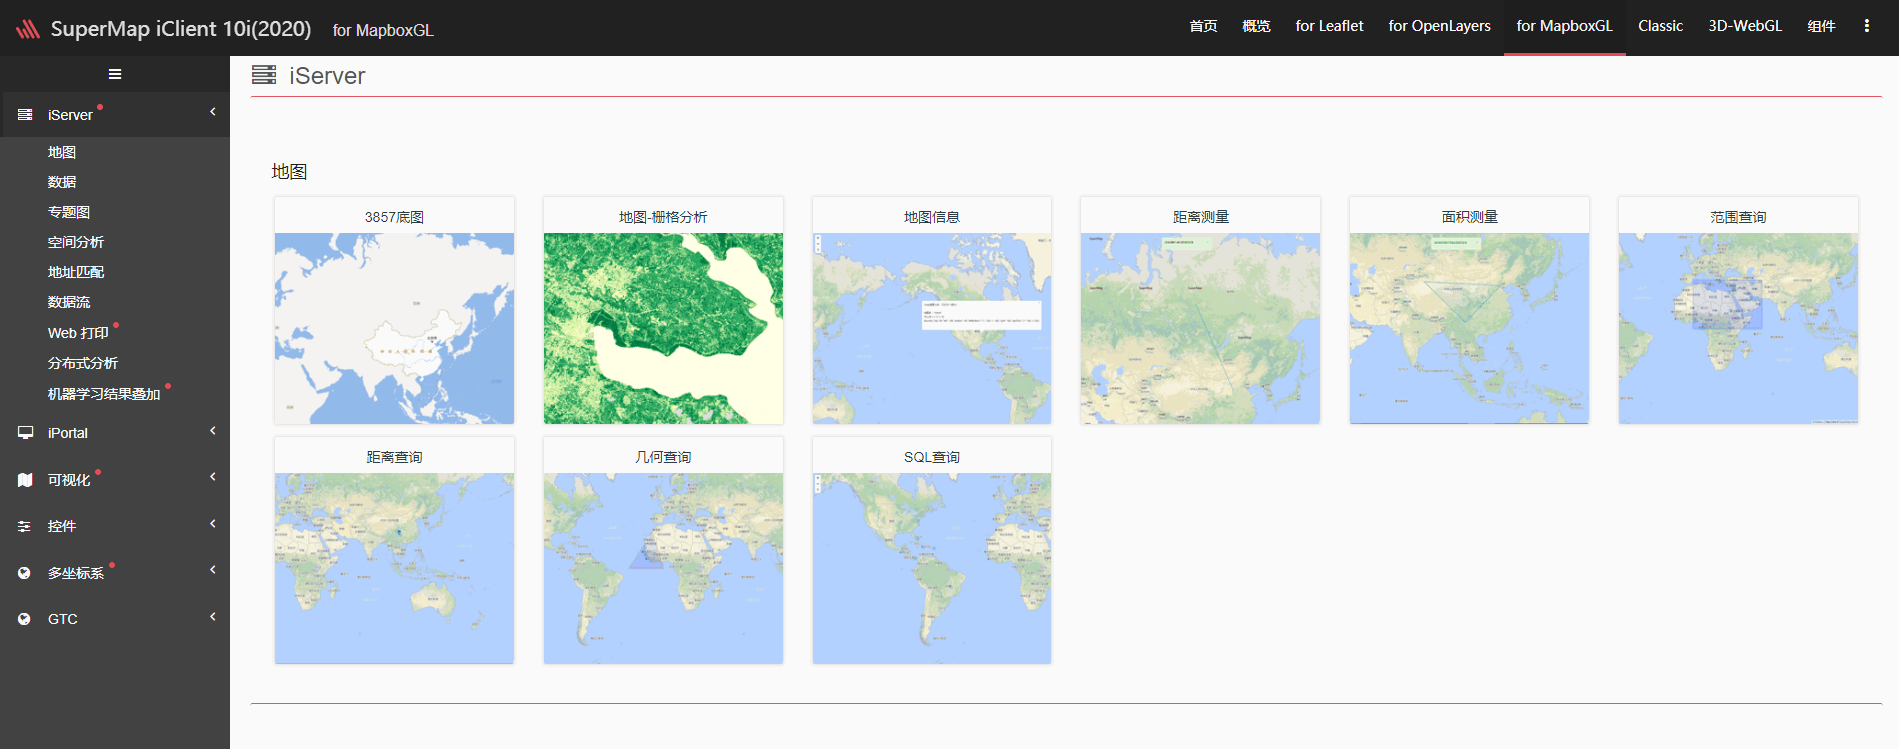 SuperMap iClient 10i(2020) for MapboxGL
首页 概览 for Leaflet for OpenLayers for MapboxGL Classic 3D-WebGL 组件
iServer
地图
数据
专题图
空间分析
地址匹配
数据流
Web 打印
分布式分析
机器学习结果叠加
iPortal
可视化
控件
多坐标系
GTC
iServer
地图
3857底图 地图-栅格分析 地图信息 距离测量 面积测量 范围查询
距离查询 几何查询 SQL查询